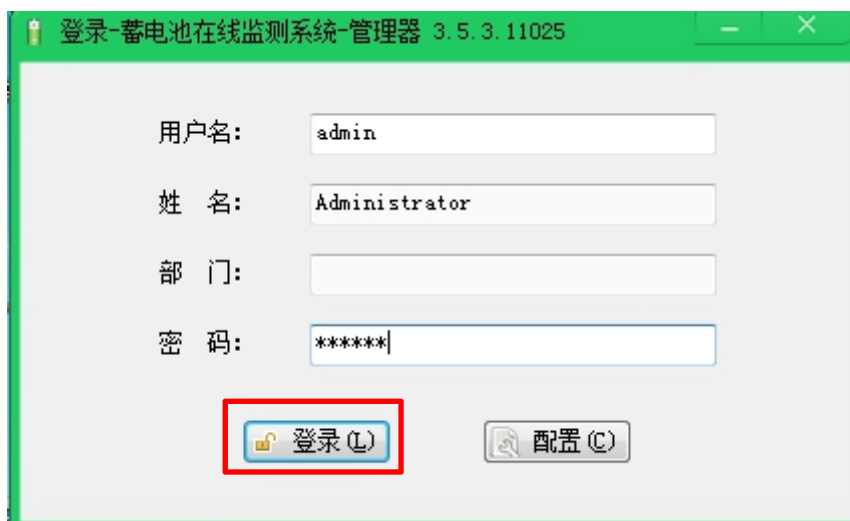 登录-蓄电池在线监测系统-管理器 3.5.3.11025
用户名: admin
姓 名: Administrator
部 门:
密 码: ******
登录(L) 配置(C)